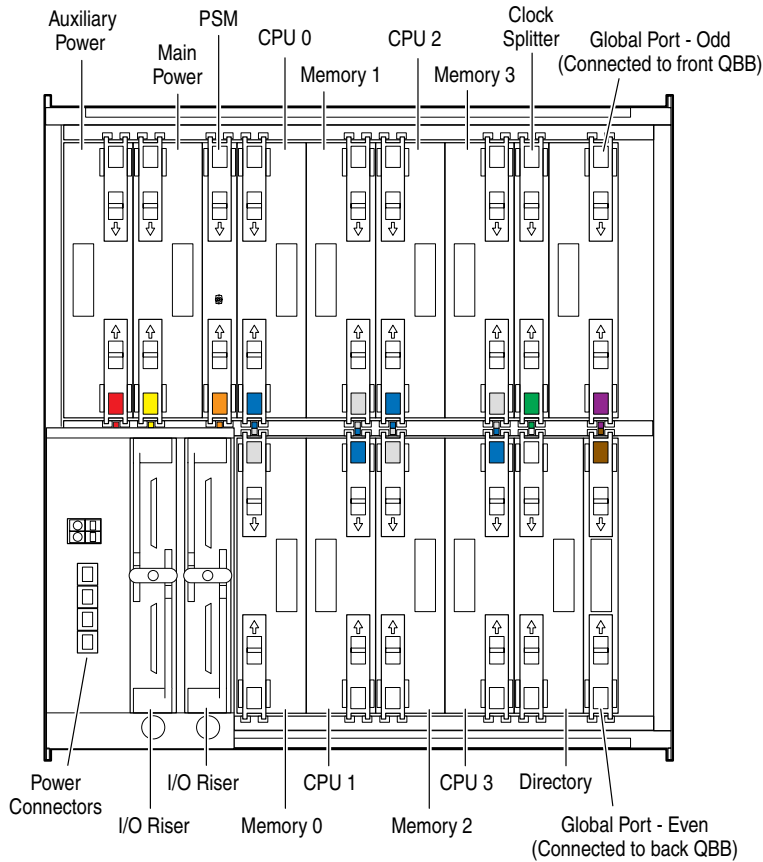 Auxiliary
Power
Main
Power
PSM
CPU 0
Memory 1
CPU 2
Memory 3
Clock
Splitter
Global Port - Odd
(Connected to front QBB)
Power
Connectors
I/O Riser
I/O Riser
Memory 0
CPU 1
Memory 2
CPU 3
Directory
Global Port - Even
(Connected to back QBB)